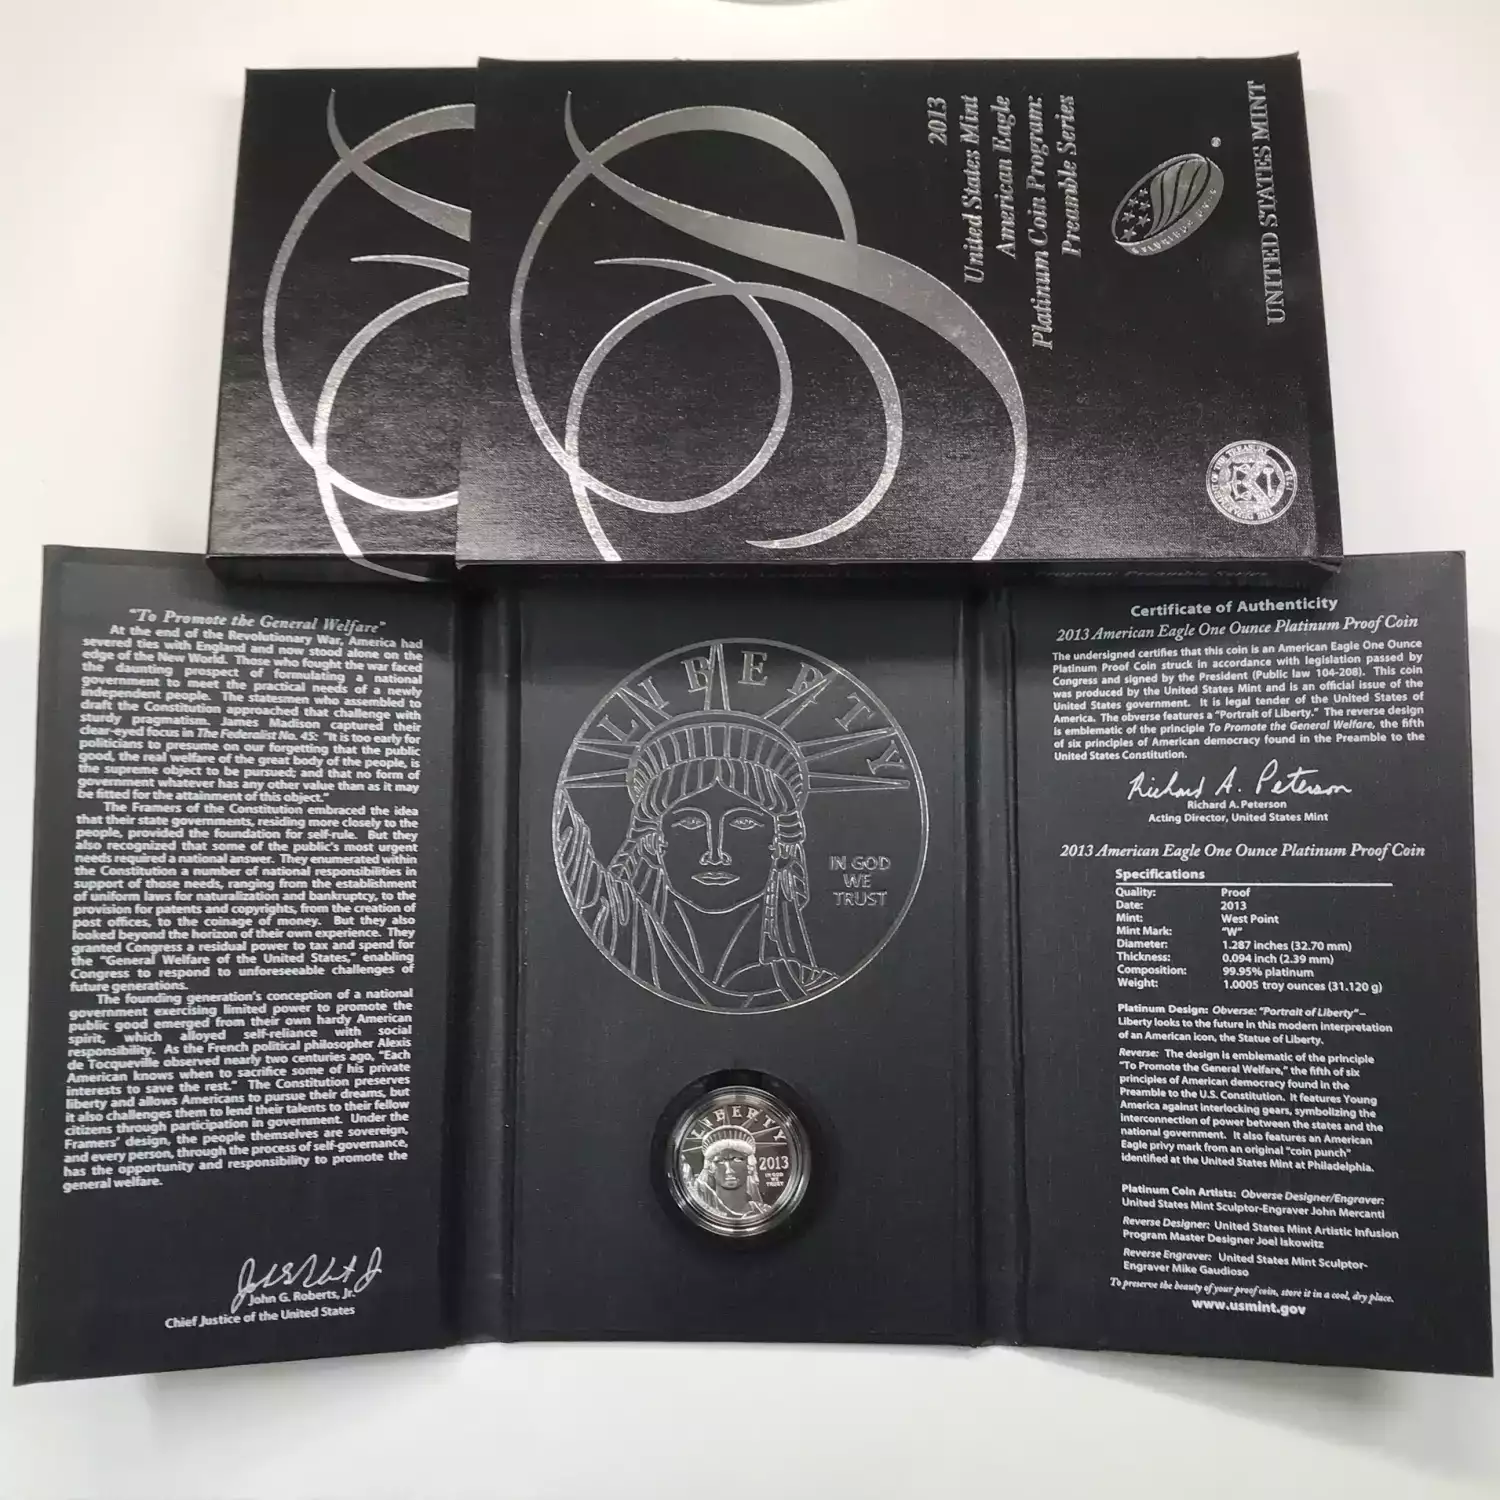 2013
United States Mint
American Eagle
Platinum Coin Program:
Preamble Series
UNITED STATES MINT
"To Promote the General Welfare"
At the end of the Revolutionary War, America had
severed ties with England and now stood alone on the
edge of the New World. Those who fought the war faced
the daunting prospect of formulating a national
government to meet the practical needs of a newly
independent people. The statesmen who assembled to
draft the Constitution approached that challenge with
sturdy pragmatism. James Madison captured their
clear-eyed focus in The Federalist No. 45: "It is too early for
politicians to presume on our forgetting that the public
good, the real welfare of the great body of the people, is
the supreme object to be pursued; and that no form of
government whatever has any other value than as it may
be fitted for the attainment of this object."
The Framers of the Constitution embraced the idea
that their state governments, residing more closely to the
people, provided the foundation for self-rule. But they
also recognized that some of the public's most urgent
needs required a national answer. They enumerated within
the Constitution a number of national responsibilities in
support of those needs, ranging from the establishment
of uniform laws for naturalization and bankruptcy, to the
provision for patents and copyrights, from the creation of
post offices, to the coinage of money. But they also
looked beyond the horizon of their own experience. They
granted Congress a residual power to tax and spend for
the "General Welfare of the United States," enabling
Congress to respond to unforeseeable challenges of
future generations.
The founding generation's conception of a national
government exercising limited power to promote the
public good emerged from their own hardy American
spirit, which alloyed self-reliance with social
responsibility. As the French political philosopher Alexis
de Tocqueville observed nearly two centuries ago, "Each
American knows when to sacrifice some of his private
interests to save the rest." The Constitution preserves
liberty and allows Americans to pursue their dreams, but
it also challenges them to lend their talents to their fellow
citizens through participation in government. Under the
Framers' design, the people themselves are sovereign,
and every person, through the process of self-governance,
has the opportunity and responsibility to promote the
general welfare.
John G. Roberts, Jr.
Chief Justice of the United States
LIBERTY
IN GOD
WE
TRUST
LIBERTY
2013
IN GOD
WE
TRUST
Certificate of Authenticity
2013 American Eagle One Ounce Platinum Proof Coin
The undersigned certifies that this coin is an American Eagle One Ounce
Platinum Proof Coin struck in accordance with legislation passed by
Congress and signed by the President (Public law 104-208). This coin
was produced by the United States Mint and is an official issue of the
United States government. It is legal tender of the United States of
America. The obverse features a "Portrait of Liberty." The reverse design
is emblematic of the principle To Promote the General Welfare, the fifth
of six principles of American democracy found in the Preamble to the
United States Constitution.
Richard A. Peterson
Richard A. Peterson
Acting Director, United States Mint
2013 American Eagle One Ounce Platinum Proof Coin
Specifications
Quality: Proof
Date: 2013
Mint: West Point
Mint Mark: "W"
Diameter: 1.287 inches (32.70 mm)
Thickness: 0.094 inch (2.39 mm)
Composition: 99.95% platinum
Weight: 1.0005 troy ounces (31.120 g)
Platinum Design: Obverse: "Portrait of Liberty"–
Liberty looks to the future in this modern interpretation
of an American icon, the Statue of Liberty.
Reverse: The design is emblematic of the principle
"To Promote the General Welfare," the fifth of six
principles of American democracy found in the
Preamble to the U.S. Constitution. It features Young
America against interlocking gears, symbolizing the
interconnection of power between the states and the
national government. It also features an American
Eagle privy mark from an original "coin punch"
identified at the United States Mint at Philadelphia.
Platinum Coin Artists: Obverse Designer/Engraver:
United States Mint Sculptor-Engraver John Mercanti
Reverse Designer: United States Mint Artistic Infusion
Program Master Designer Joel Iskowitz
Reverse Engraver: United States Mint Sculptor-
Engraver Mike Gaudioso
To preserve the beauty of your proof coin, store it in a cool, dry place.
www.usmint.gov